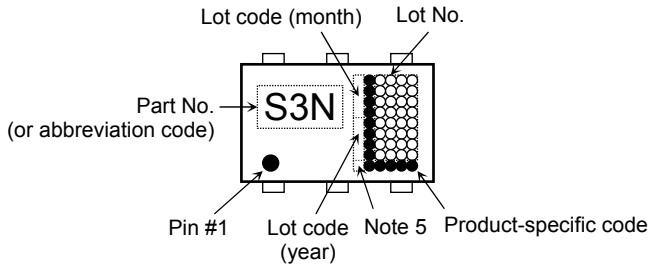 Lot code (month)
Lot No.
Part No.
(or abbreviation code)
S3N
Pin #1
Lot code
(year)
Note 5
Product-specific code